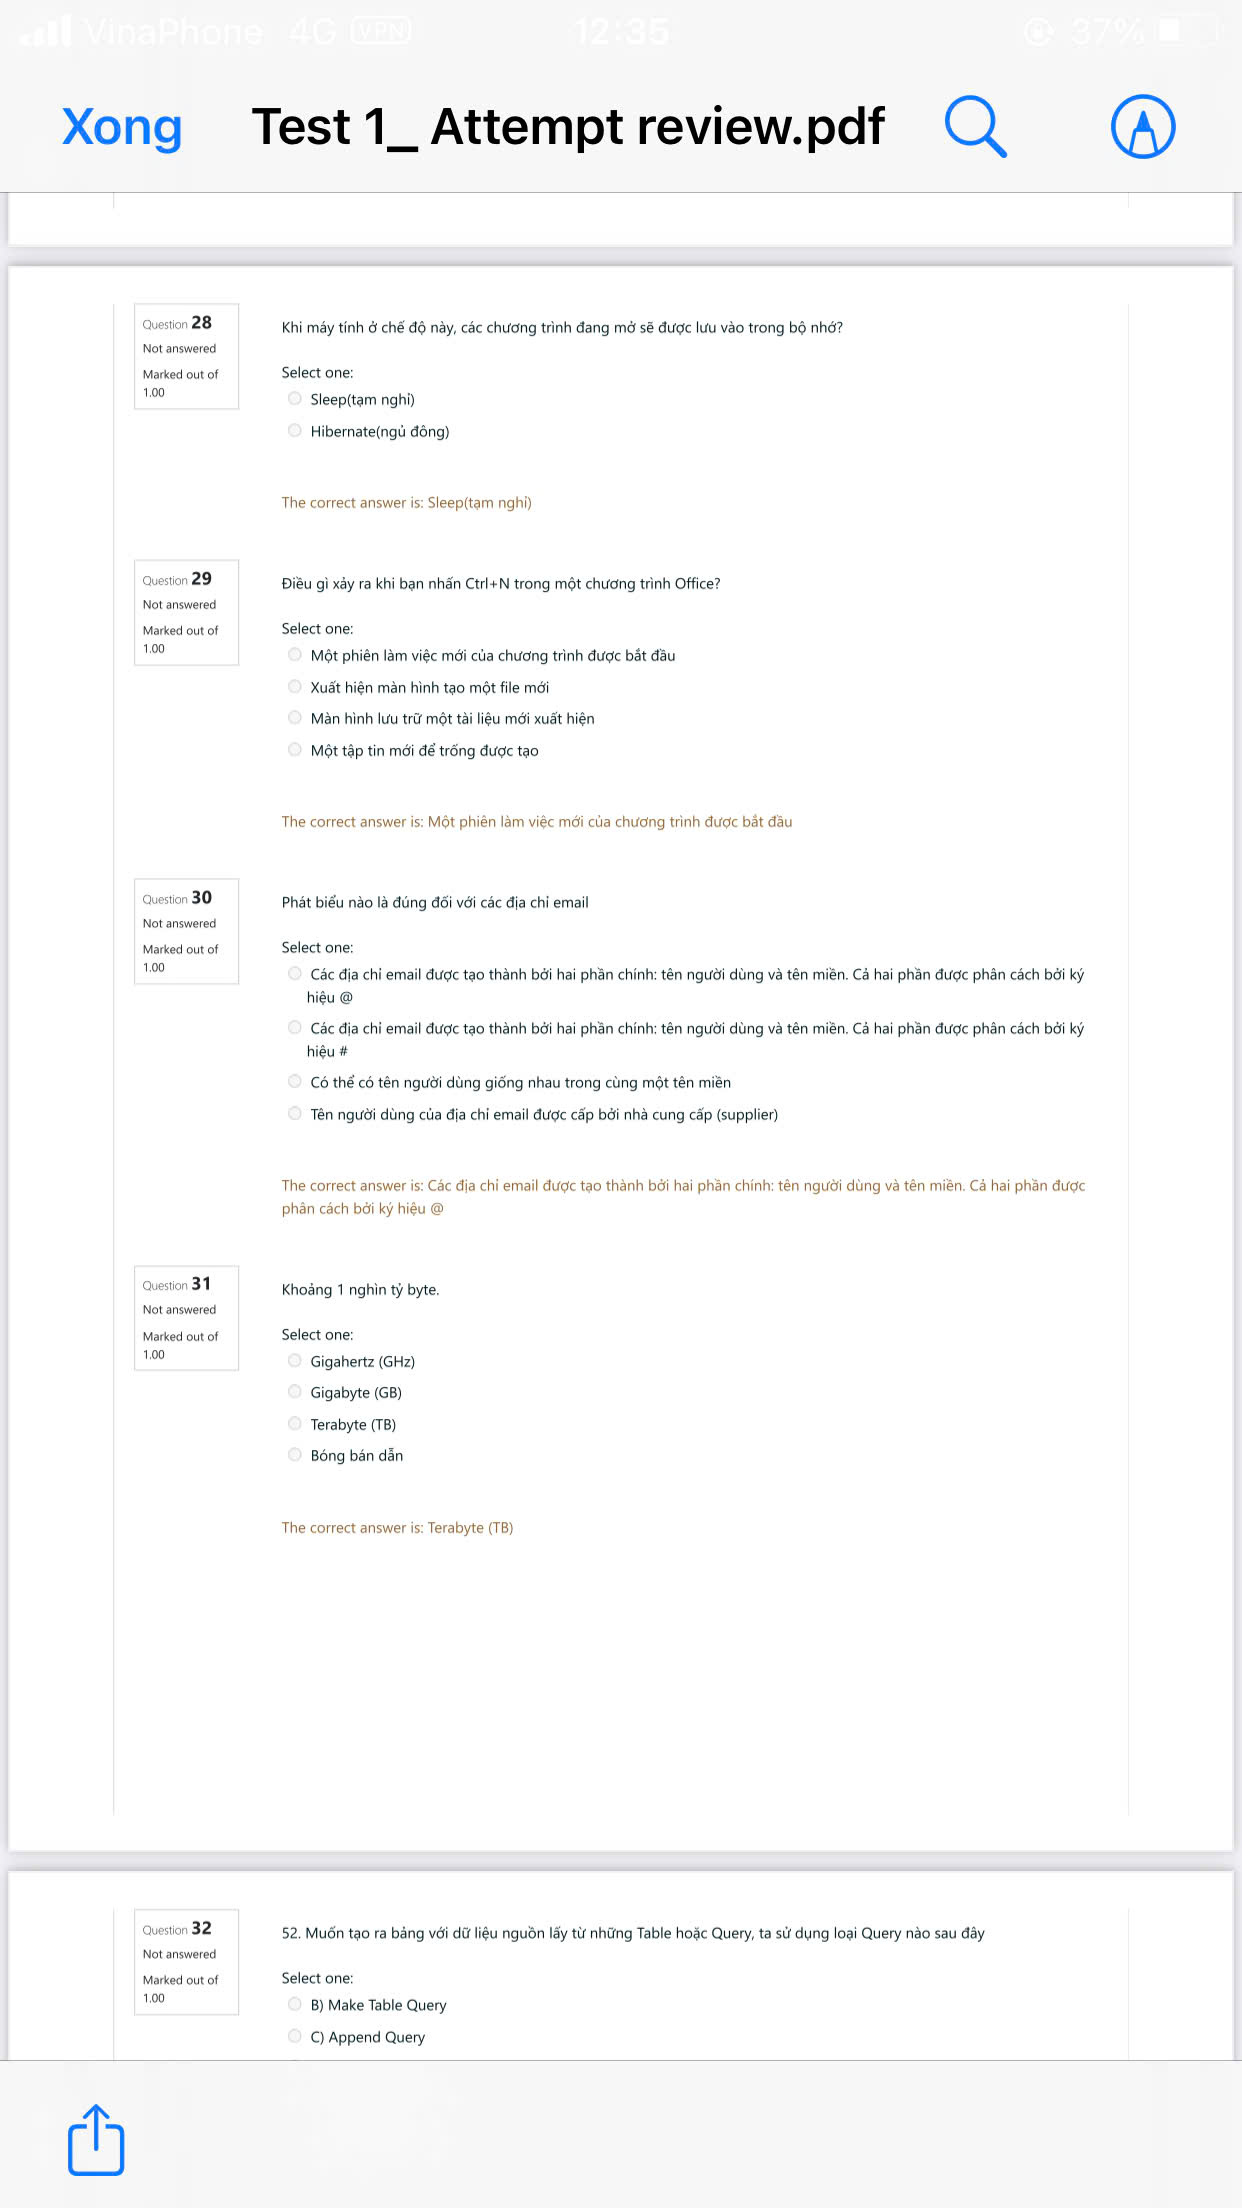 VinaPhone 4G VPN 12:35 37%
Xong Test 1_ Attempt review.pdf
Question 28
Not answered
Marked out of
1.00
Khi máy tính ở chế độ này, các chương trình đang mở sẽ được lưu vào trong bộ nhớ?
Select one:
Sleep(tạm nghỉ)
Hibernate(ngủ đông)
The correct answer is: Sleep(tạm nghỉ)
Question 29
Not answered
Marked out of
1.00
Điều gì xảy ra khi bạn nhấn Ctrl+N trong một chương trình Office?
Select one:
Một phiên làm việc mới của chương trình được bắt đầu
Xuất hiện màn hình tạo một file mới
Màn hình lưu trữ một tài liệu mới xuất hiện
Một tập tin mới để trống được tạo
The correct answer is: Một phiên làm việc mới của chương trình được bắt đầu
Question 30
Not answered
Marked out of
1.00
Phát biểu nào là đúng đối với các địa chỉ email
Select one:
Các địa chỉ email được tạo thành bởi hai phần chính: tên người dùng và tên miền. Cả hai phần được phân cách bởi ký
hiệu @
Các địa chỉ email được tạo thành bởi hai phần chính: tên người dùng và tên miền. Cả hai phần được phân cách bởi ký
hiệu #
Có thể có tên người dùng giống nhau trong cùng một tên miền
Tên người dùng của địa chỉ email được cấp bởi nhà cung cấp (supplier)
The correct answer is: Các địa chỉ email được tạo thành bởi hai phần chính: tên người dùng và tên miền. Cả hai phần được
phân cách bởi ký hiệu @
Question 31
Not answered
Marked out of
1.00
Khoảng 1 nghìn tỷ byte.
Select one:
Gigahertz (GHz)
Gigabyte (GB)
Terabyte (TB)
Bóng bán dẫn
The correct answer is: Terabyte (TB)
Question 32
Not answered
Marked out of
1.00
52. Muốn tạo ra bảng với dữ liệu nguồn lấy từ những Table hoặc Query, ta sử dụng loại Query nào sau đây
Select one:
B) Make Table Query
C) Append Query